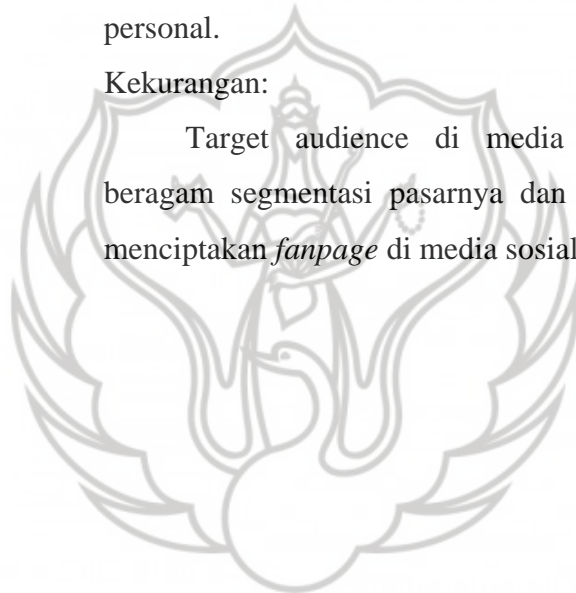 personal.
Kekurangan:
Target audience di media
beragam segmentasi pasarnya dan
menciptakan fanpage di media sosial